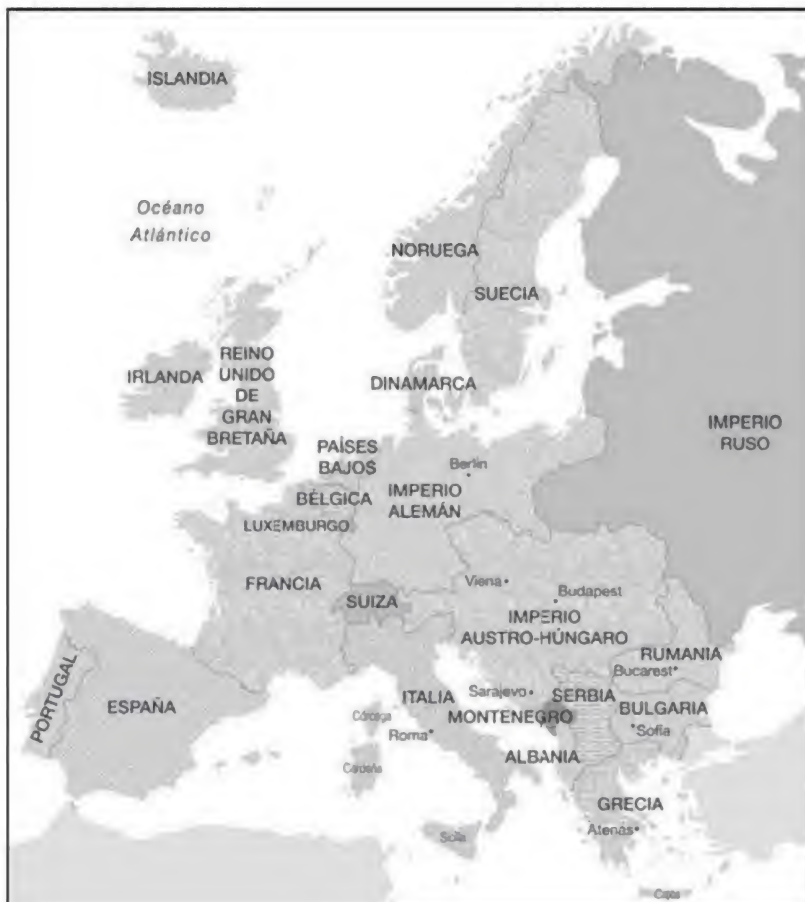 ISLANDIA
Océano
Atlántico
NORUEGA
SUECIA
IRLANDA
REINO
UNIDO
DE
GRAN
BRETAÑA
DINAMARCA
IMPERIO
RUSO
PAÍSES
BAJOS
Berlín
IMPERIO
ALEMÁN
BÉLGICA
LUXEMBURGO
FRANCIA
SUIZA
Viena
Budapest
IMPERIO
AUSTRO-HÚNGARO
RUMANIA
Bucarest
PORTUGAL
ESPAÑA
ITALIA
Córcega
Roma
Sarajevo
SERBIA
MONTENEGRO
BULGARIA
Sofía
ALBANIA
Cerdeña
GRECIA
Atenas